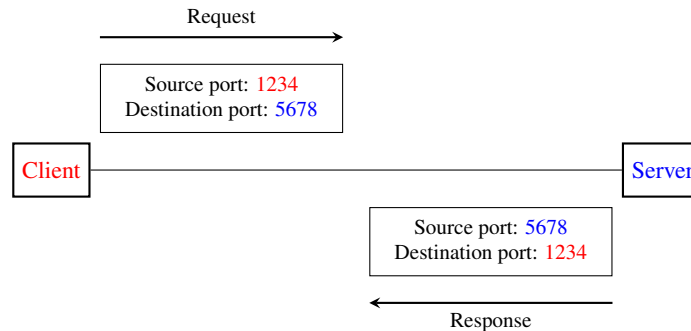 Request
Source port: 1234
Destination port: 5678
Client
Server
Source port: 5678
Destination port: 1234
Response